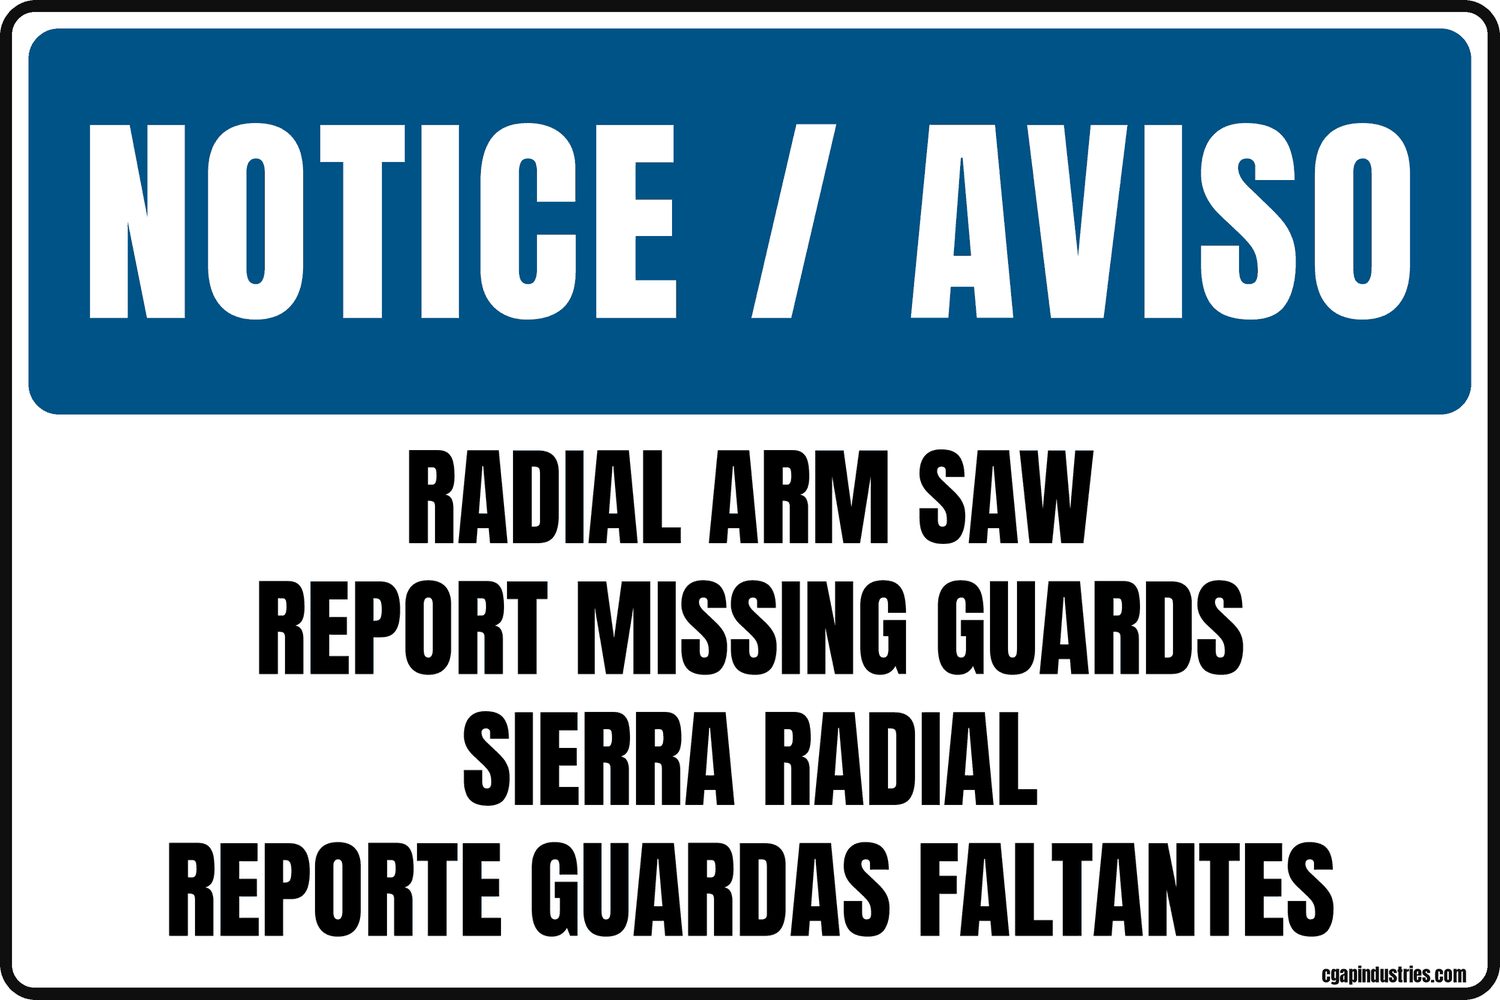 NOTICE / AVISO
RADIAL ARM SAW
REPORT MISSING GUARDS
SIERRA RADIAL
REPORTE GUARDAS FALTANTES
cgapindustries.com